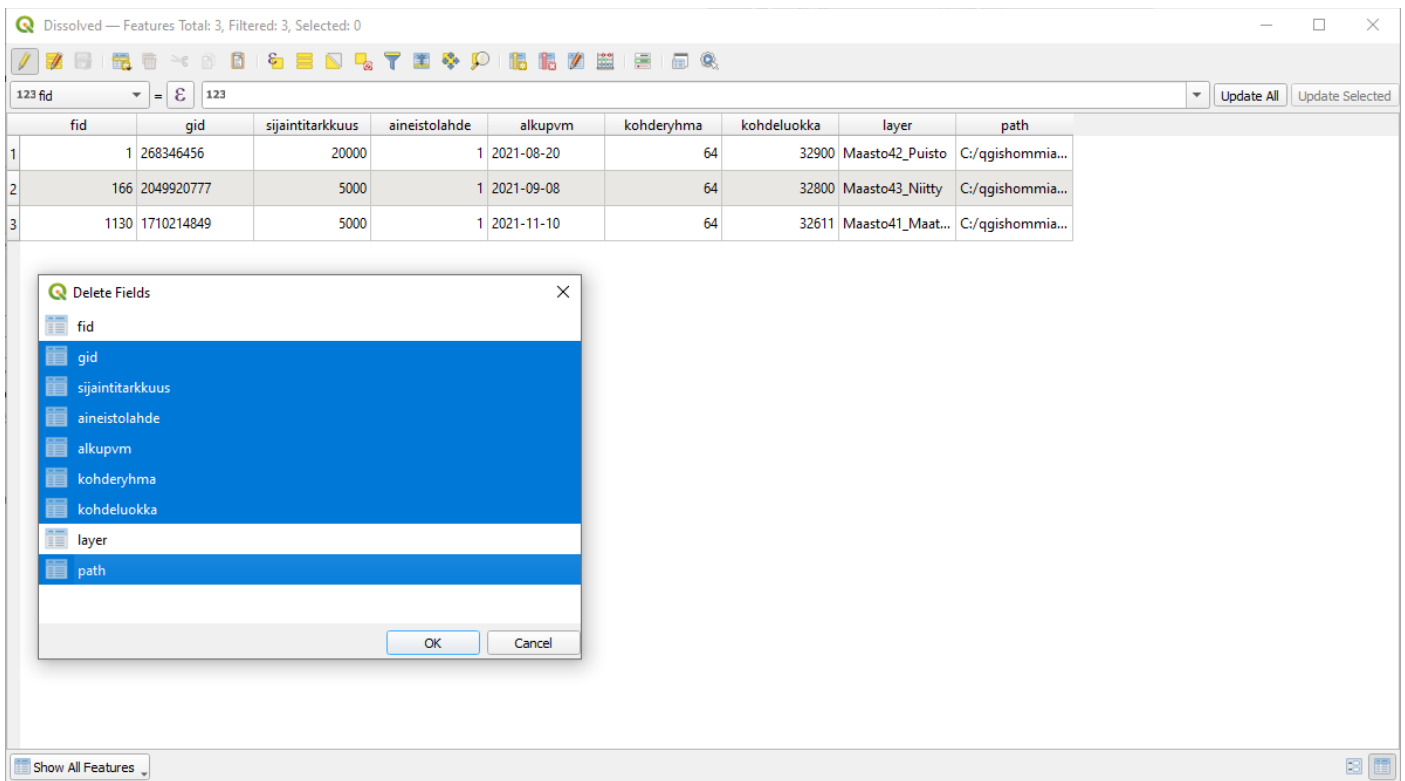 Dissolved — Features Total: 3, Filtered: 3, Selected: 0
123 fid = ε 123 Update All Update Selected
fid gid sijaintitarkkuus aineistolahde alkupvm kohderyhma kohdeluokka layer path
1 1 268346456 20000 1 2021-08-20 64 32900 Maasto42_Puisto C:/qgishommia...
2 166 2049920777 5000 1 2021-09-08 64 32800 Maasto43_Niitty C:/qgishommia...
3 1130 1710214849 5000 1 2021-11-10 64 32611 Maasto41_Maat... C:/qgishommia...
Delete Fields
fid
gid
sijaintitarkkuus
aineistolahde
alkupvm
kohderyhma
kohdeluokka
layer
path
OK Cancel
Show All Features